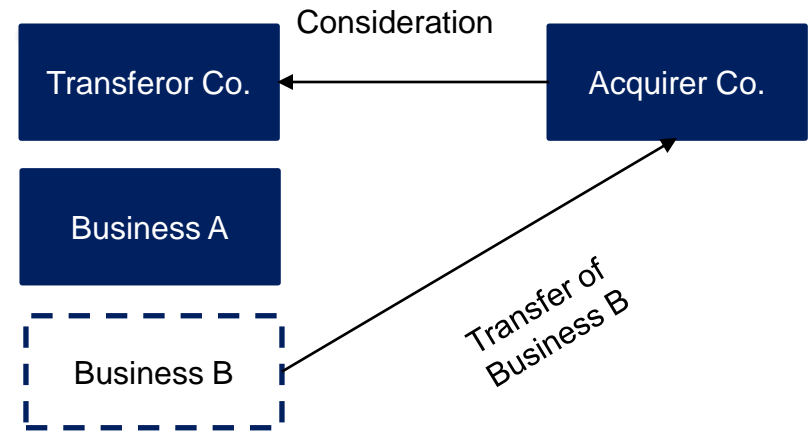 Consideration
Transferor Co.
Acquirer Co.
Business A
Transfer of
Business B
Business B